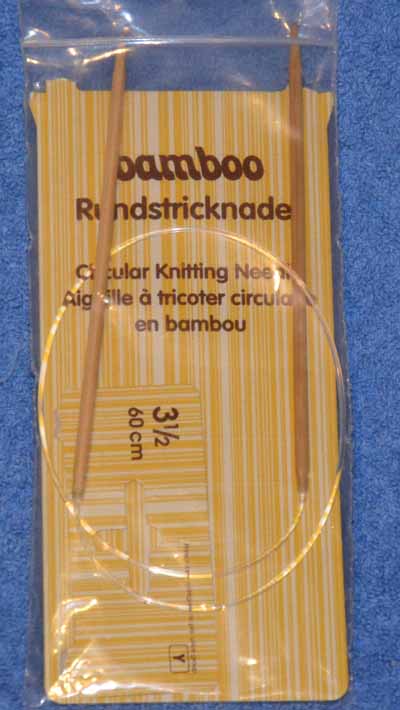 bamboo
Rundstricknadel
Circular Knitting Needle
Aiguille à tricoter circulaire
en bambou
3½
60 cm
Y